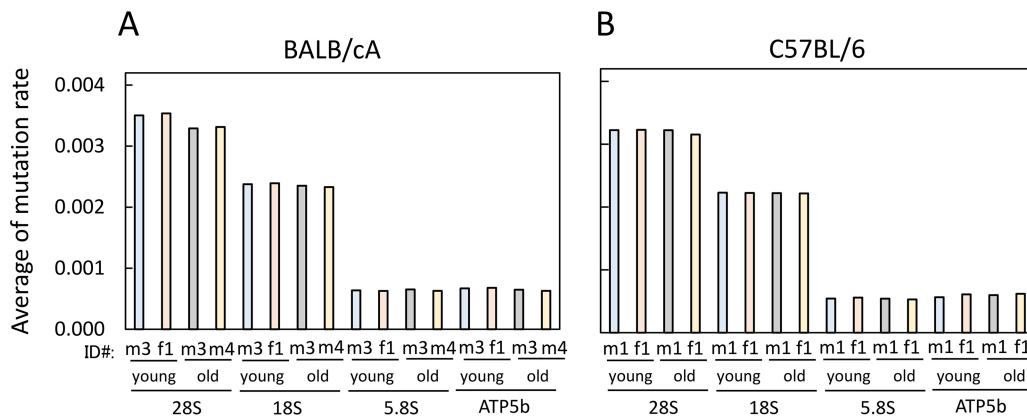 A
B
BALB/cA
C57BL/6
Average of mutation rate
0.004
0.003
0.002
0.001
0.000
ID#: m3 f1 m3 m4 m3 f1 m3 m4 m3 f1 m3 m4 m3 f1 m3 m4
young old young old young old young old
28S 18S 5.8S ATP5b
m1 f1 m1 f1 m1 f1 m1 f1 m1 f1 m1 f1 m1 f1 m1 f1
young old young old young old young old
28S 18S 5.8S ATP5b